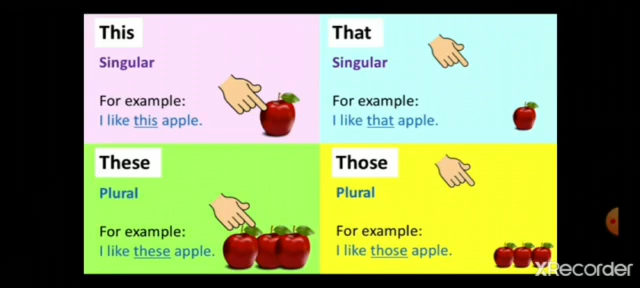 This
Singular
For example:
I like this apple.
That
Singular
For example:
I like that apple.
These
Plural
For example:
I like these apple.
Those
Plural
For example:
I like those apple.
XRecorder